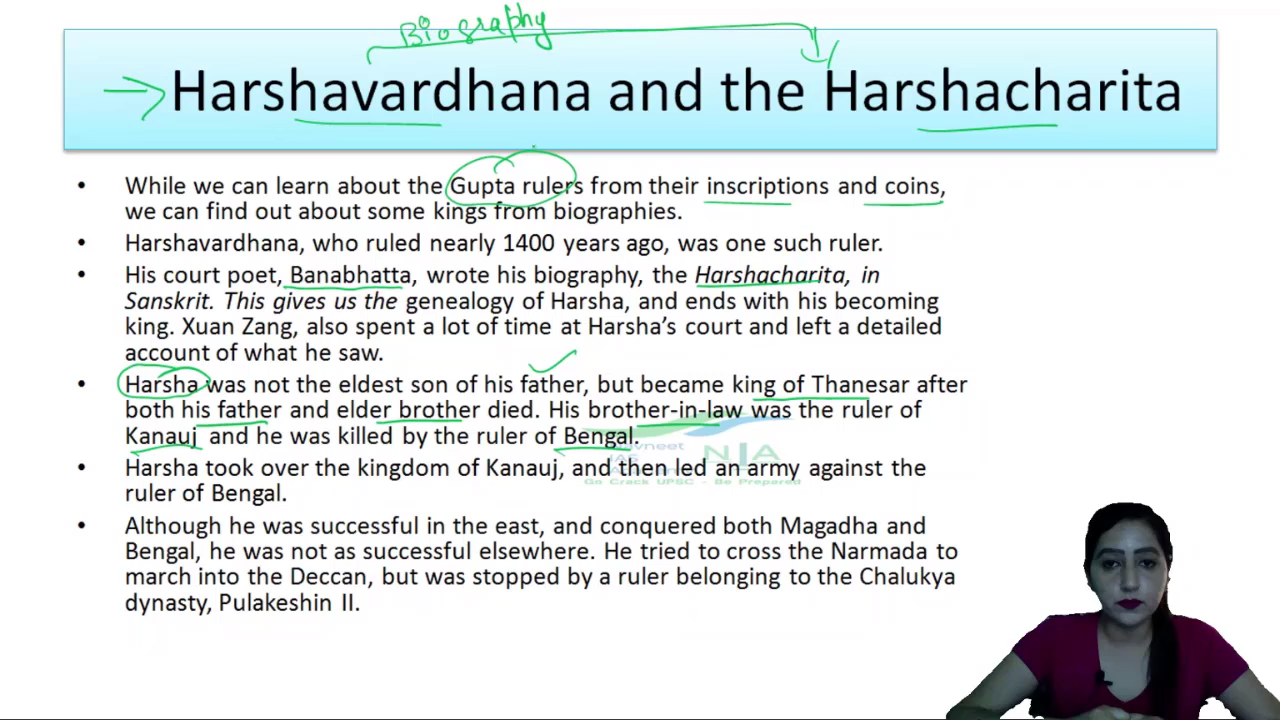 Biography
Harshavardhana and the Harshacharita
• While we can learn about the Gupta rulers from their inscriptions and coins,
we can find out about some kings from biographies.
• Harshavardhana, who ruled nearly 1400 years ago, was one such ruler.
• His court poet, Banabhatta, wrote his biography, the Harshacharita, in
Sanskrit. This gives us the genealogy of Harsha, and ends with his becoming
king. Xuan Zang, also spent a lot of time at Harsha’s court and left a detailed
account of what he saw.
• Harsha was not the eldest son of his father, but became king of Thanesar after
both his father and elder brother died. His brother-in-law was the ruler of
Kanauj and he was killed by the ruler of Bengal.
NIA
Go Crack UPSC - Be Prepared
• Harsha took over the kingdom of Kanauj, and then led an army against the
ruler of Bengal.
• Although he was successful in the east, and conquered both Magadha and
Bengal, he was not as successful elsewhere. He tried to cross the Narmada to
march into the Deccan, but was stopped by a ruler belonging to the Chalukya
dynasty, Pulakeshin II.